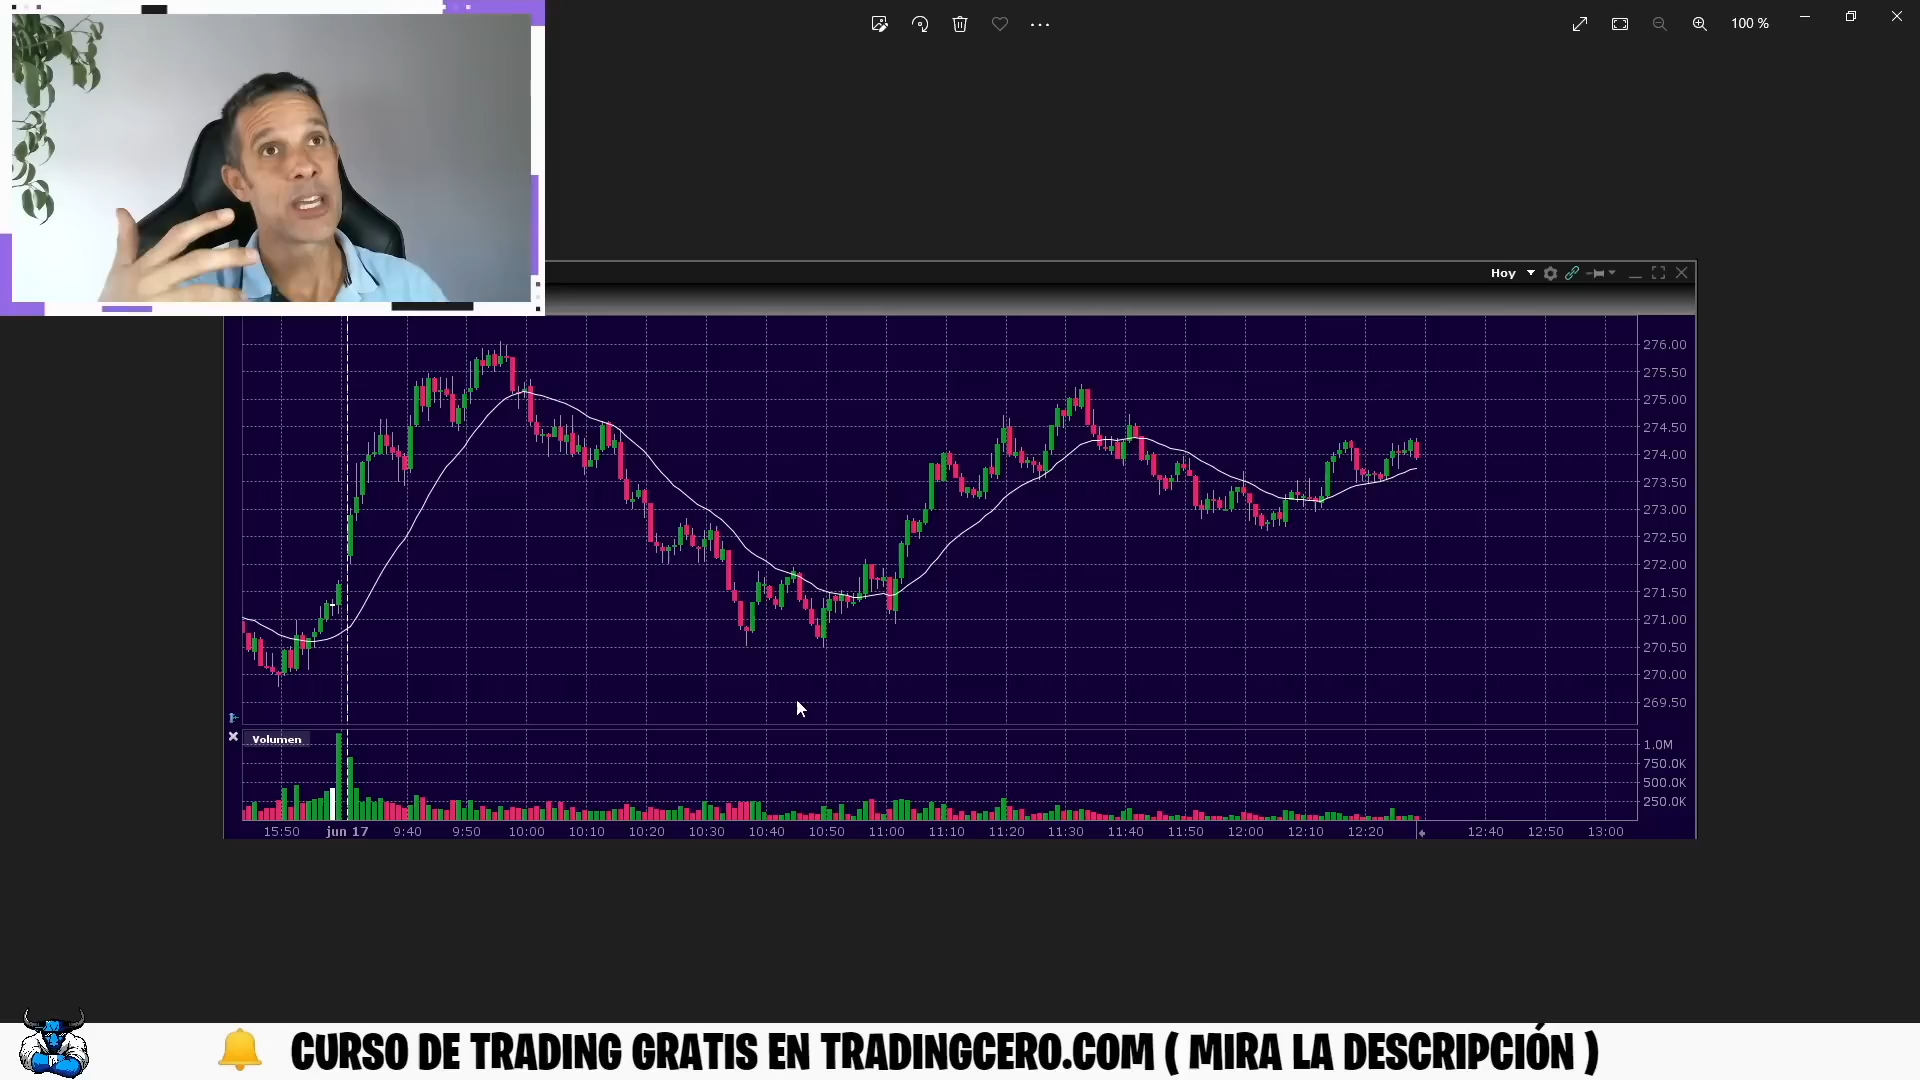 100 %
Hoy
276.00
275.50
275.00
274.50
274.00
273.50
273.00
272.50
272.00
271.50
271.00
270.50
270.00
269.50
Volumen
1.0M
750.0K
500.0K
250.0K
15:50 jun 17 9:40 9:50 10:00 10:10 10:20 10:30 10:40 10:50 11:00 11:10 11:20 11:30 11:40 11:50 12:00 12:10 12:20 12:40 12:50 13:00
CURSO DE TRADING GRATIS EN TRADINGCERO.COM ( MIRA LA DESCRIPCIÓN )